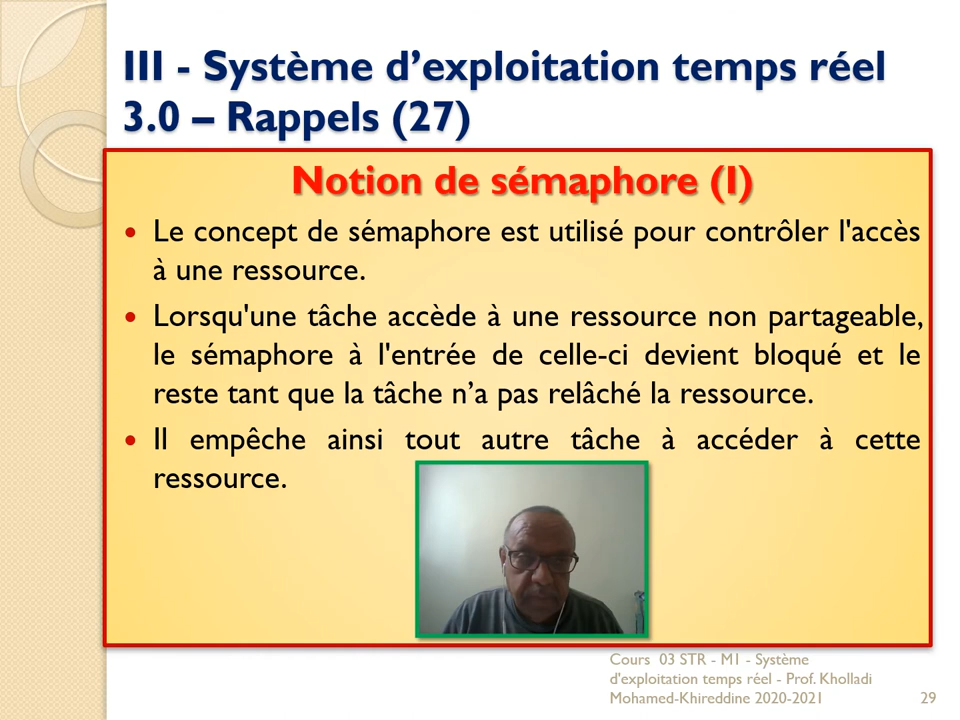 III - Système d’exploitation temps réel
3.0 – Rappels (27)
Notion de sémaphore (I)
• Le concept de sémaphore est utilisé pour contrôler l'accès
à une ressource.
• Lorsqu'une tâche accède à une ressource non partageable,
le sémaphore à l'entrée de celle-ci devient bloqué et le
reste tant que la tâche n’a pas relâché la ressource.
• Il empêche ainsi tout autre tâche à accéder à cette
ressource.
Cours 03 STR - M1 - Système
d'exploitation temps réel - Prof. Kholladi
Mohamed-Khireddine 2020-2021
29